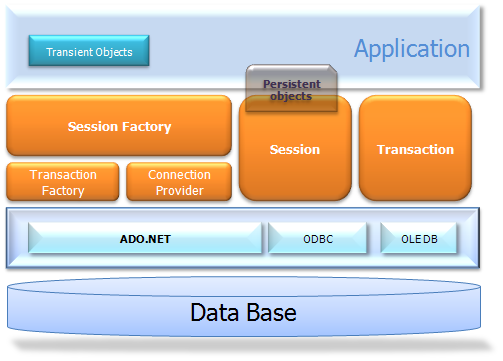 Application
Transient Objects
Persistent
objects
Session Factory
Session
Transaction
Transaction
Factory
Connection
Provider
ADO.NET
ODBC
OLE DB
Data Base